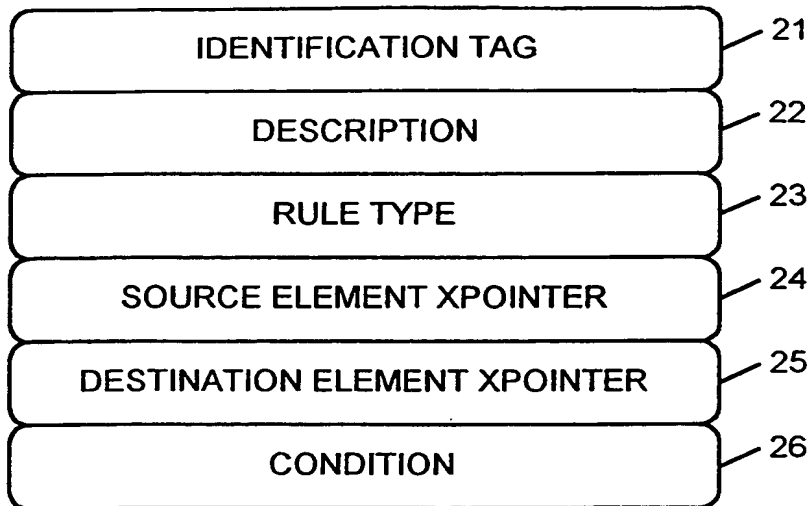 IDENTIFICATION TAG 21
DESCRIPTION 22
RULE TYPE 23
SOURCE ELEMENT XPOINTER 24
DESTINATION ELEMENT XPOINTER 25
CONDITION 26